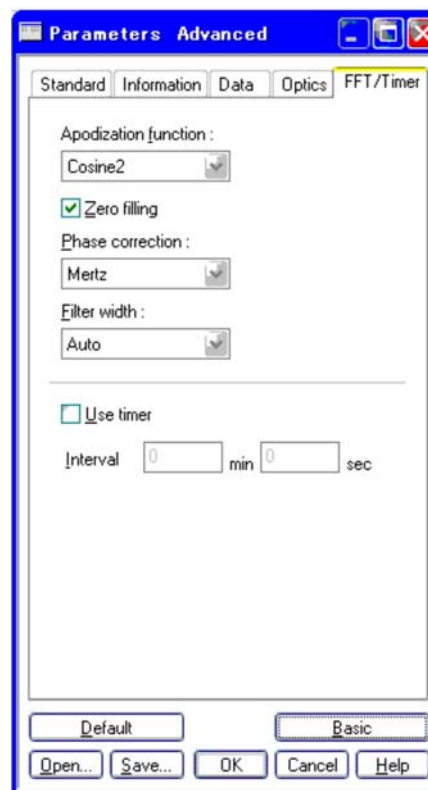 Parameters Advanced
Standard Information Data Optics FFT/Timer
Apodization function :
Cosine2
Zero filling
Phase correction :
Mertz
Filter width :
Auto
Use timer
Interval 0 min 0 sec
Default Basic
Open... Save... OK Cancel Help